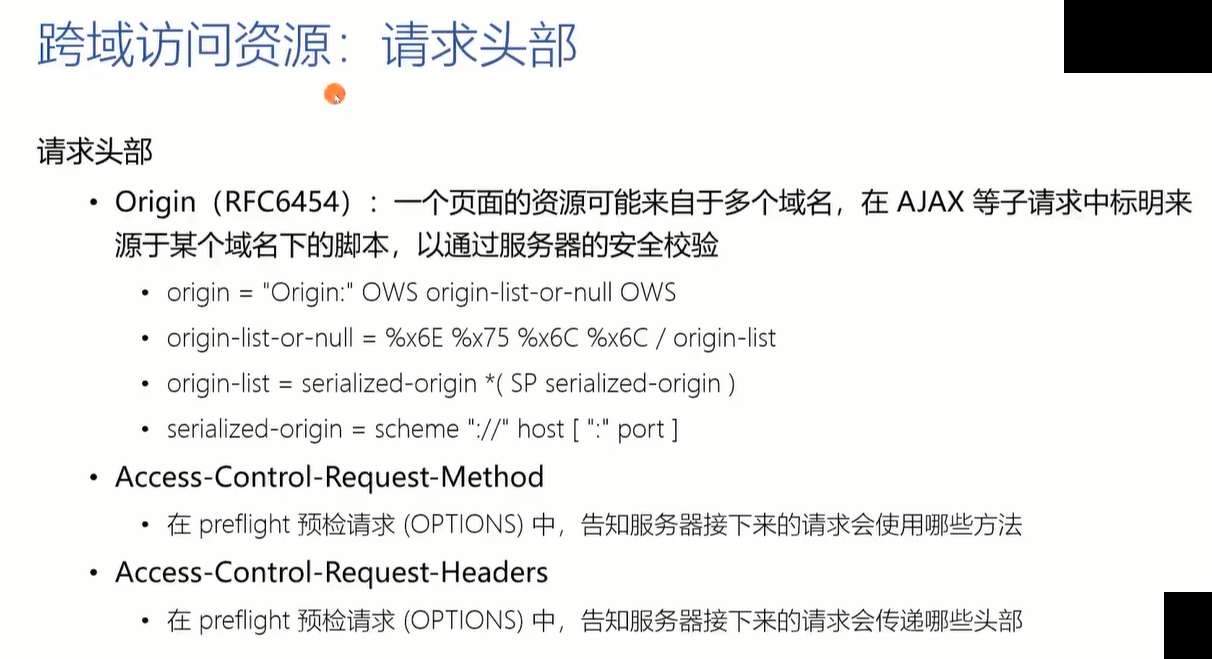 跨域访问资源：请求头部
请求头部
• Origin（RFC6454）：一个页面的资源可能来自于多个域名，在 AJAX 等子请求中标明来
源于某个域名下的脚本，以通过服务器的安全校验
• origin = "Origin:" OWS origin-list-or-null OWS
• origin-list-or-null = %x6E %x75 %x6C %x6C / origin-list
• origin-list = serialized-origin *( SP serialized-origin )
• serialized-origin = scheme "://" host [ ":" port ]
• Access-Control-Request-Method
• 在 preflight 预检请求 (OPTIONS) 中，告知服务器接下来的请求会使用哪些方法
• Access-Control-Request-Headers
• 在 preflight 预检请求 (OPTIONS) 中，告知服务器接下来的请求会传递哪些头部